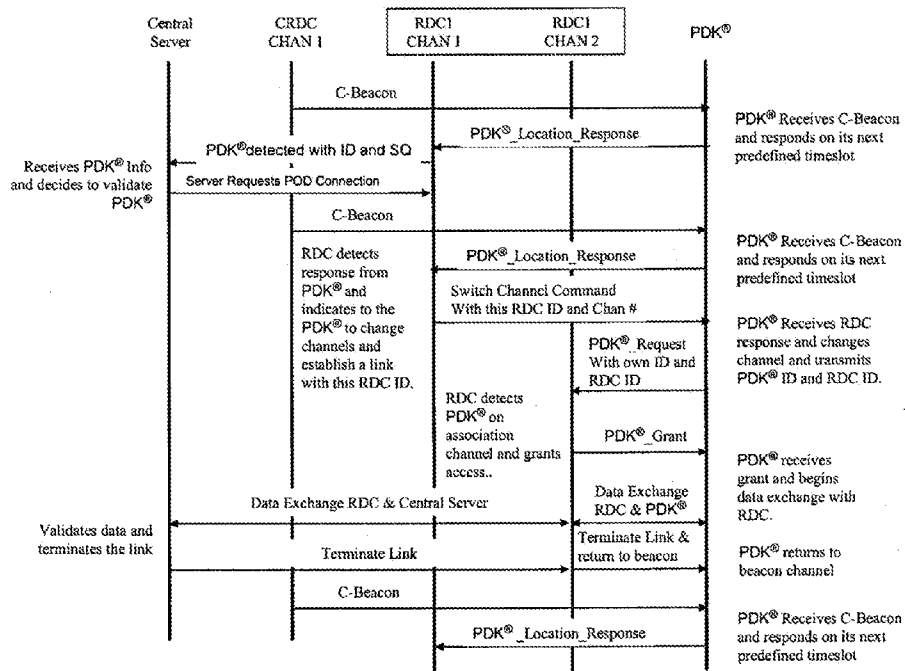 Central
Server
CRDC
CHAN 1
RDC1
CHAN 1
RDC1
CHAN 2
PDK®
C-Beacon
PDK® Receives C-Beacon
and responds on its next
predefined timeslot
PDK®_Location_Response
PDK®detected with ID and SQ
Receives PDK® Info
and decides to validate
PDK®
Server Requests POD Connection
C-Beacon
PDK® Receives C-Beacon
and responds on its next
predefined timeslot
RDC detects
response from
PDK® and
indicates to the
PDK® to change
channels and
establish a link
with this RDC ID.
PDK®_Location_Response
Switch Channel Command
With this RDC ID and Chan #
PDK® Receives RDC
response and changes
channel and transmits
PDK® ID and RDC ID.
PDK®_Request
With own ID and
RDC ID
RDC detects
PDK® on
association
channel and grants
access..
PDK®_Grant
PDK® receives
grant and begins
data exchange with
RDC.
Data Exchange RDC & Central Server
Data Exchange
RDC & PDK®
Validates data and
terminates the link
Terminate Link
Terminate Link &
return to beacon
PDK® returns to
beacon channel
C-Beacon
PDK® Receives C-Beacon
and responds on its next
predefined timeslot
PDK®_Location_Response